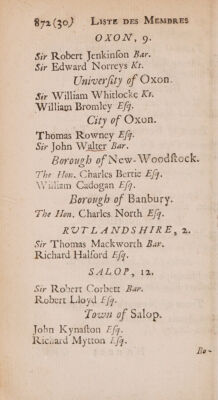 872(30) LISTE DES MEMBRES
OXON, 9.
Sir Robert Jenkinſon Bar.
Sir Edward Norreys Kt.
Univerſity of Oxon.
Sir William Whitlocke Kt.
William Bromley Eſq.
City of Oxon.
Thomas Rowney Eſq.
Sir John Walter Bar.
Borough of New-Woodſtock.
The Hon. Charles Bertie Eſq.
William Cadogan Eſq.
Borough of Banbury.
The Hon. Charles North Eſq.
RUTLANDSHIRE, 2.
Sir Thomas Mackworth Bar.
Richard Halford Eſq.
SALOP, 12.
Sir Robert Corbett Bar.
Robert Lloyd Eſq.
Town of Salop.
John Kynaſton Eſq.
Richard Mytton Eſq.
Bo-